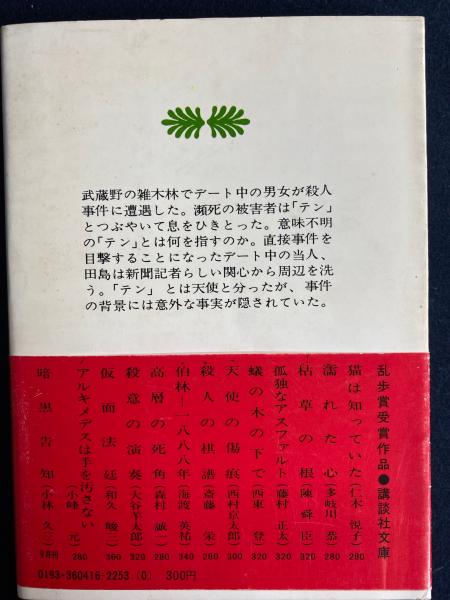 武蔵野の雑木林でデート中の男女が殺人
事件に遭遇した。瀕死の被害者は「テン」
とつぶやいて息をひきとった。意味不明
の「テン」とは何を指すのか。直接事件を
目撃することになったデート中の当人、
田島は新聞記者らしい関心から周辺を洗
う。「テン」とは天使と分ったが、事件
の背景には意外な事実が隠されていた。
乱歩賞受賞作品●講談社文庫
猫は知っていた(仁木悦子)280
濡れた心(多岐川恭)280
枯草の根(陳舜臣)320
孤独なアスファルト(藤村正太)320
蟻の木の下で(西東登)320
天使の傷痕(西村京太郎)300
殺人の棋譜(斎藤栄)280
伯林－一八八八年(海渡英祐)340
高層の死角(森村誠一)280
殺意の演奏(大谷羊太郎)320
仮面法廷(和久峻三)360
アルキメデスは手を汚さない(小峰元)280
暗黒告知(小林久三)
0193-360416-2253(0) 300円